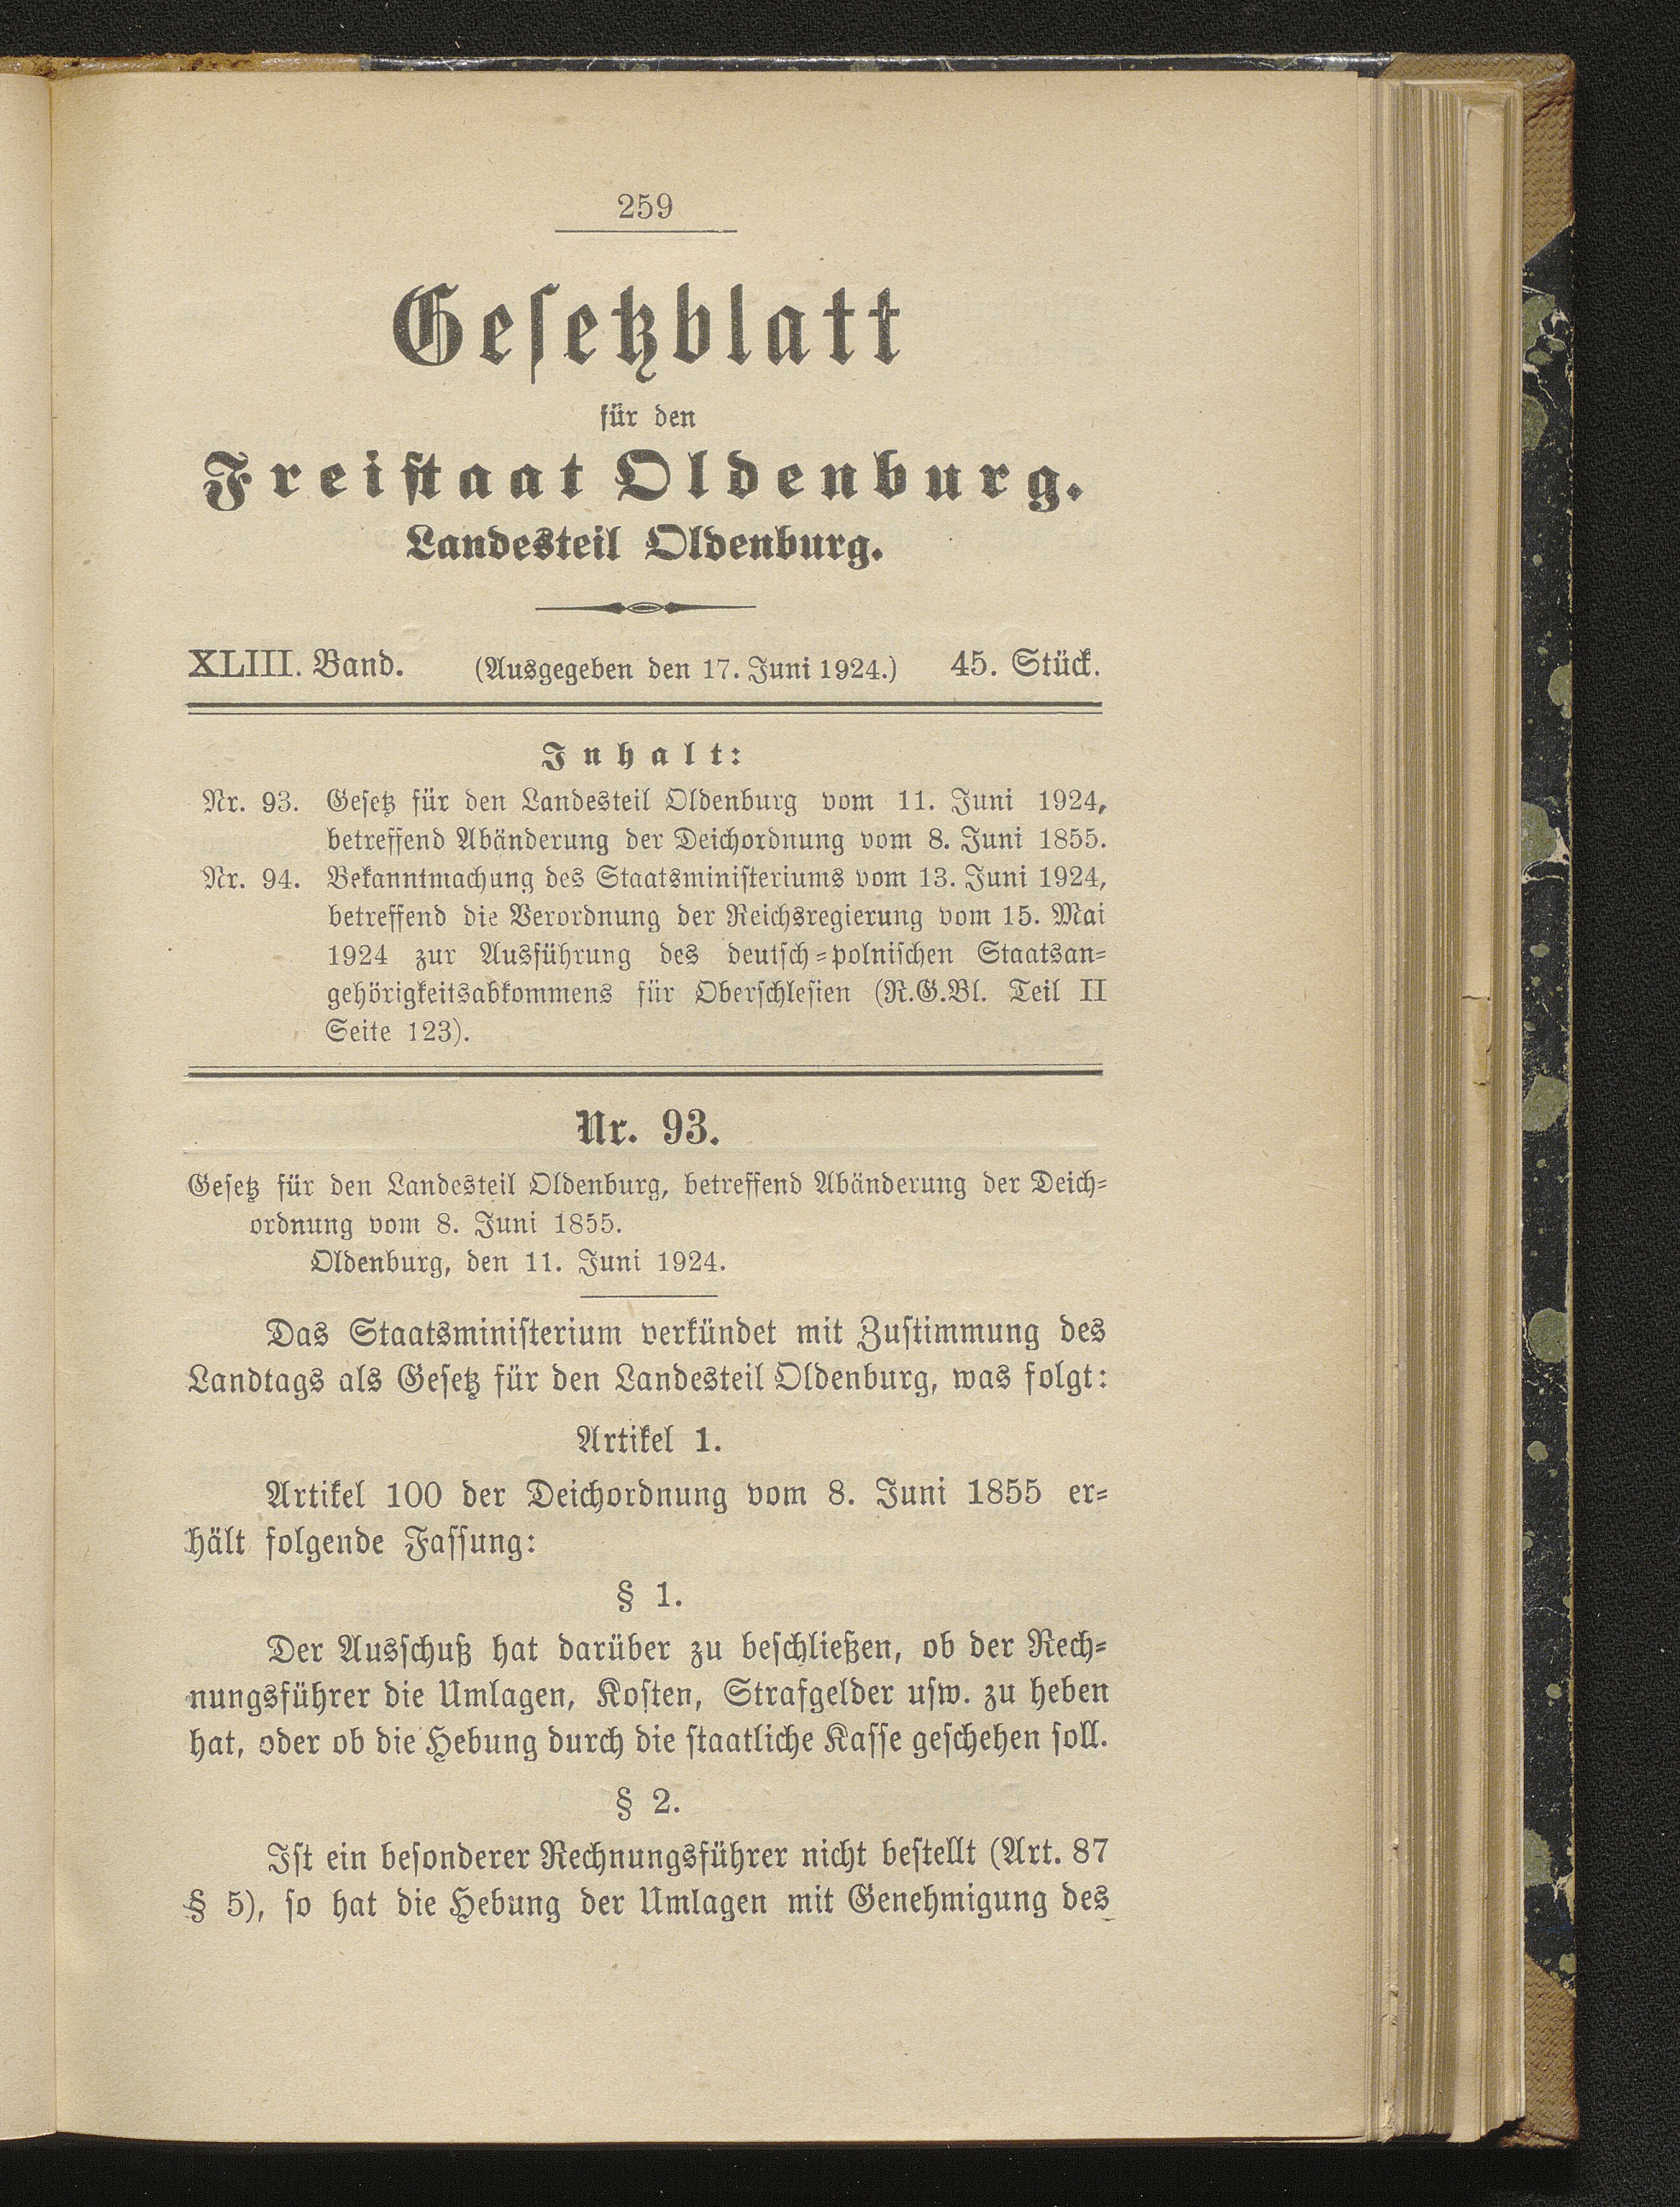 259
Gesetzblatt
für den
Freistaat Oldenburg.
Landesteil Oldenburg.
XLIII. Band. (Ausgegeben den 17. Juni 1924.) 45. Stück.
Inhalt:
Nr. 93. Gesetz für den Landesteil Oldenburg vom 11. Juni 1924,
betreffend Abänderung der Deichordnung vom 8. Juni 1855.
Nr. 94. Bekanntmachung des Staatsministeriums vom 13. Juni 1924,
betreffend die Verordnung der Reichsregierung vom 15. Mai
1924 zur Ausführung des deutsch-polnischen Staatsan-
gehörigkeitsabkommens für Oberschlesien (R.G.Bl. Teil II
Seite 123).
Nr. 93.
Gesetz für den Landesteil Oldenburg, betreffend Abänderung der Deich-
ordnung vom 8. Juni 1855.
Oldenburg, den 11. Juni 1924.
Das Staatsministerium verkündet mit Zustimmung des
Landtags als Gesetz für den Landesteil Oldenburg, was folgt:
Artikel 1.
Artikel 100 der Deichordnung vom 8. Juni 1855 er-
hält folgende Fassung:
§ 1.
Der Ausschuß hat darüber zu beschließen, ob der Rech-
nungsführer die Umlagen, Kosten, Strafgelder usw. zu heben
hat, oder ob die Hebung durch die staatliche Kasse geschehen soll.
§ 2.
Ist ein besonderer Rechnungsführer nicht bestellt (Art. 87
§ 5), so hat die Hebung der Umlagen mit Genehmigung des